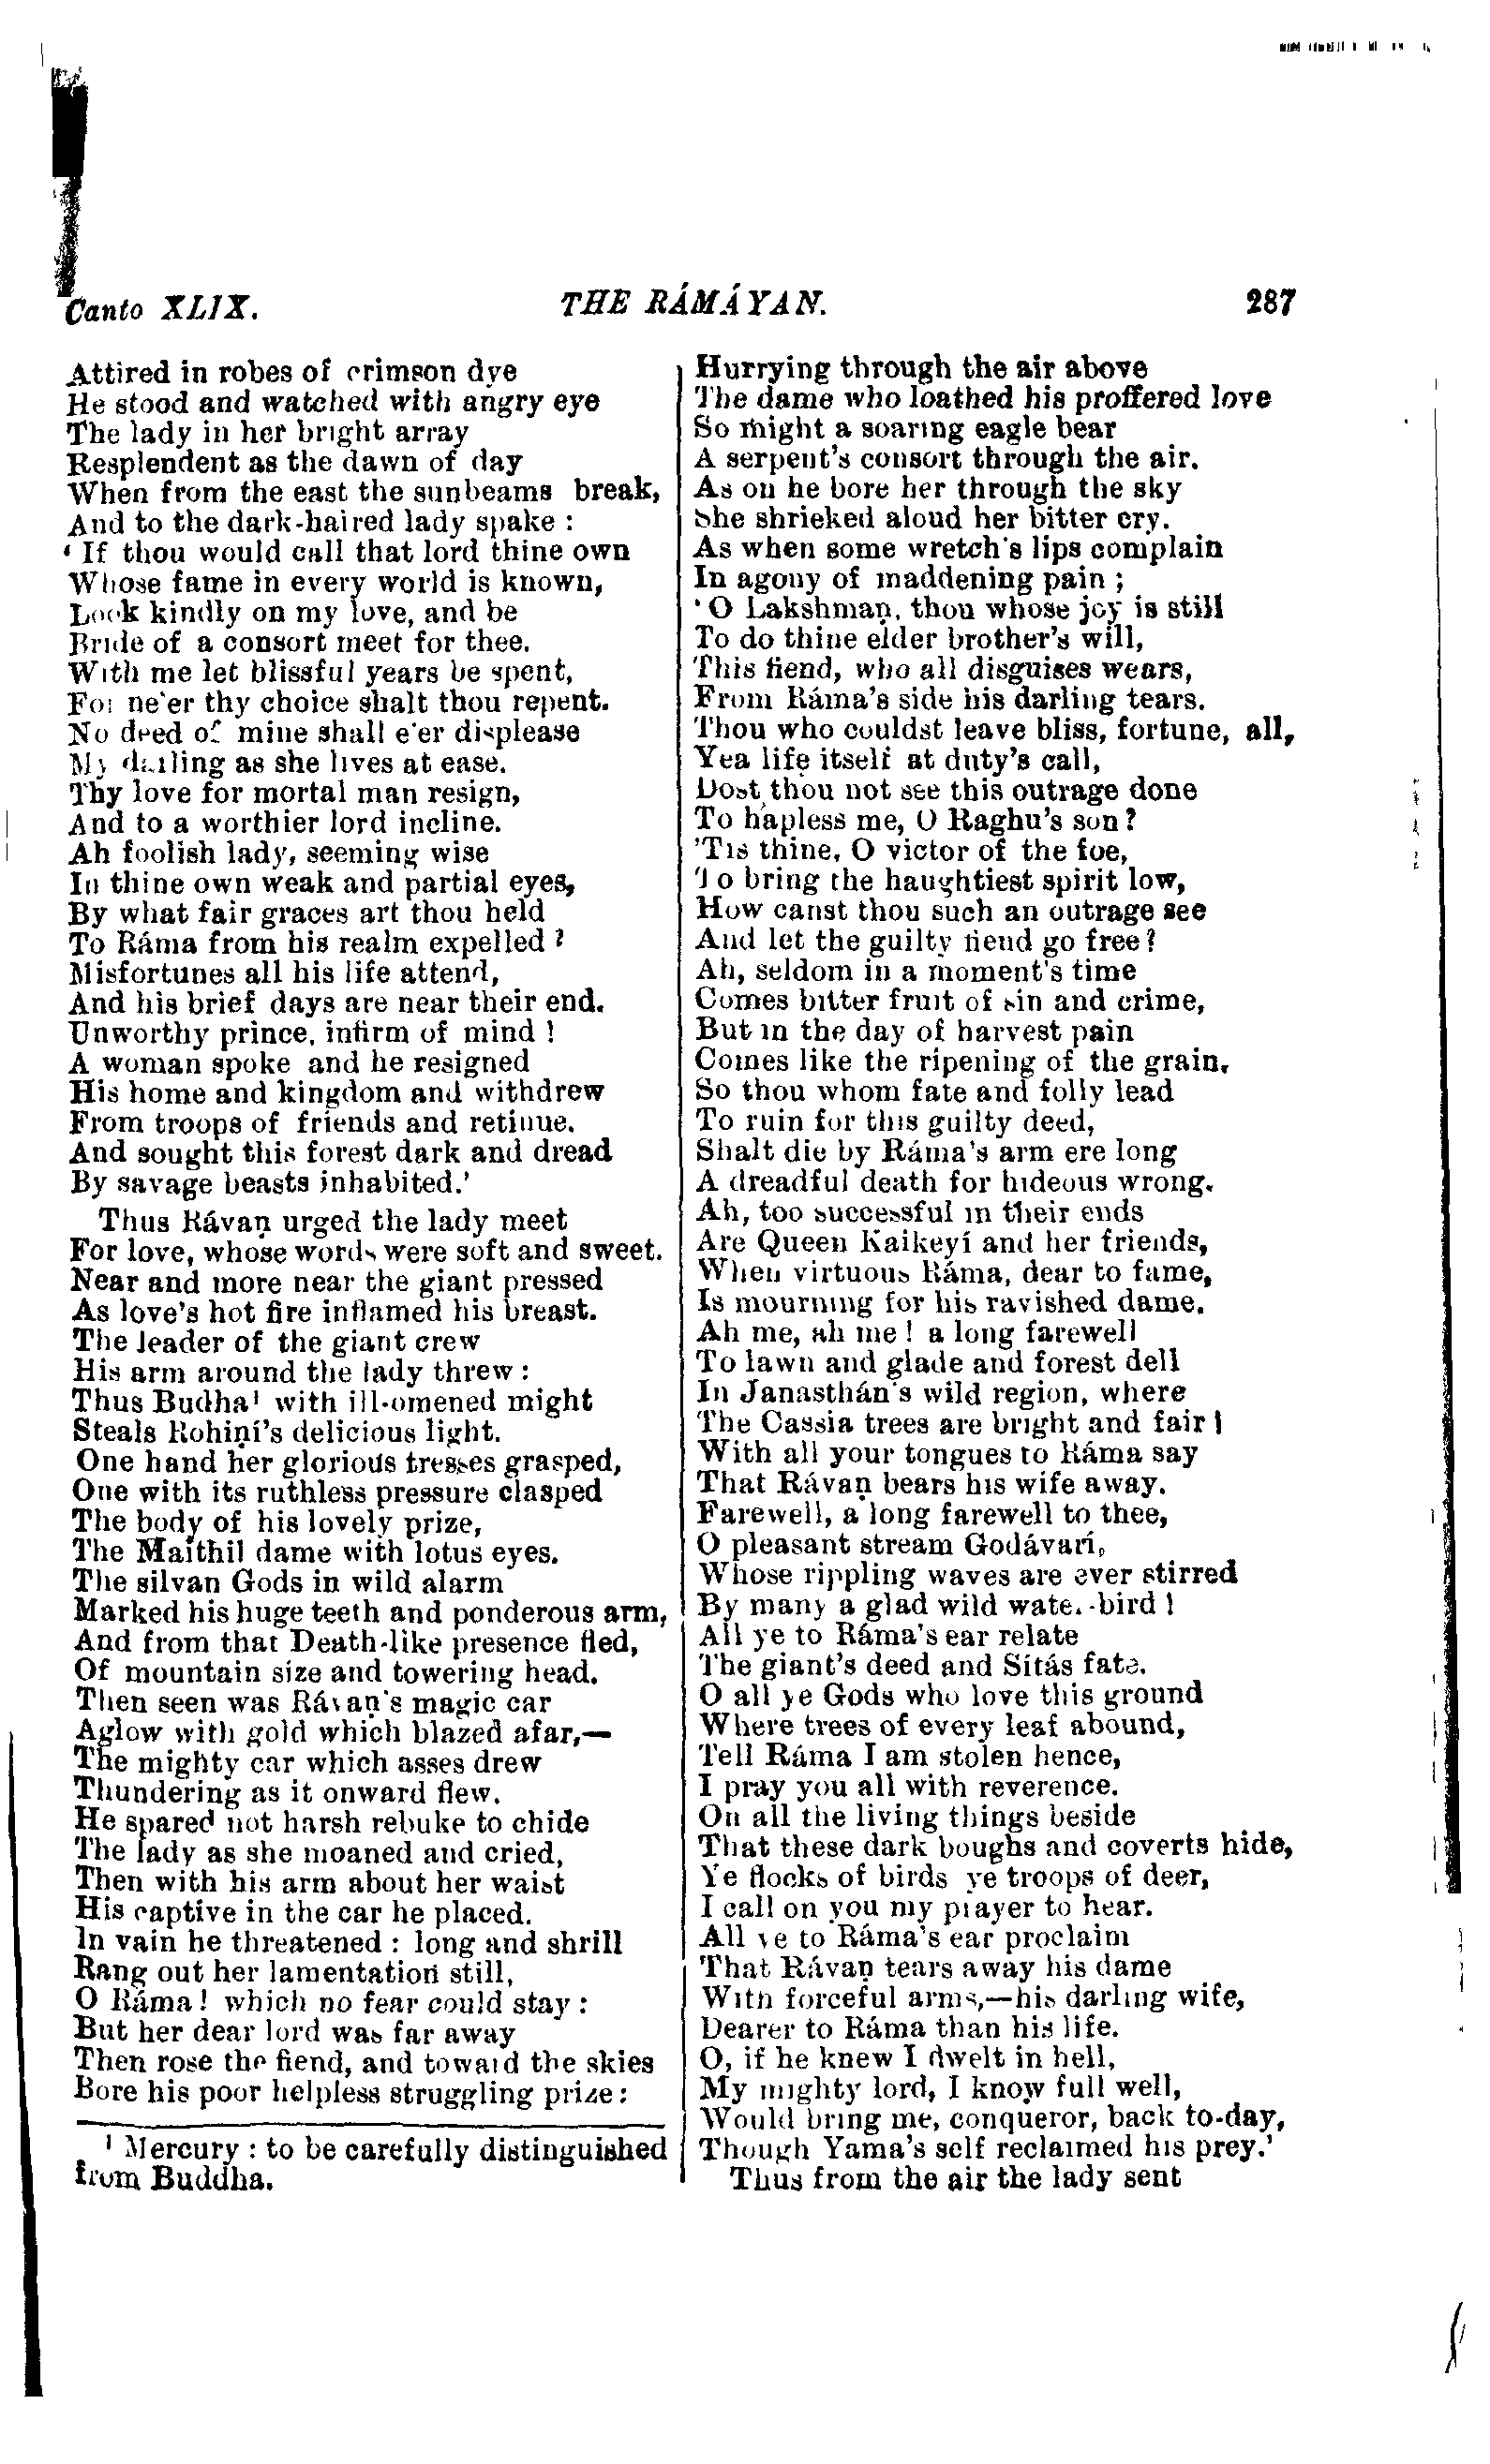 Canto XLIX.
THE RÁMÁYAN.
287
Attired in robes of crimson dye
He stood and watched with angry eye
The lady in her bright array
Resplendent as the dawn of day
When from the east the sunbeams break,
And to the dark-haired lady spake :
‘ If thou would call that lord thine own
Whose fame in every world is known,
Look kindly on my love, and be
Bride of a consort meet for thee.
With me let blissful years be spent,
For ne'er thy choice shalt thou repent.
No deed of mine shall e'er displease
My darling as she lives at ease.
Thy love for mortal man resign,
And to a worthier lord incline.
Ah foolish lady, seeming wise
In thine own weak and partial eyes,
By what fair graces art thou held
To Ráma from his realm expelled ?
Misfortunes all his life attend,
And his brief days are near their end.
Unworthy prince, infirm of mind !
A woman spoke and he resigned
His home and kingdom and withdrew
From troops of friends and retinue.
And sought this forest dark and dread
By savage beasts inhabited.’
Thus Rávaṇ urged the lady meet
For love, whose words were soft and sweet.
Near and more near the giant pressed
As love's hot fire inflamed his breast.
The leader of the giant crew
His arm around the lady threw :
Thus Budha¹ with ill-omened might
Steals Rohiṇí's delicious light.
One hand her glorious tresses grasped,
One with its ruthless pressure clasped
The body of his lovely prize,
The Maithil dame with lotus eyes.
The silvan Gods in wild alarm
Marked his huge teeth and ponderous arm,
And from that Death-like presence fled,
Of mountain size and towering head.
Then seen was Rávaṇ's magic car
Aglow with gold which blazed afar,—
The mighty car which asses drew
Thundering as it onward flew.
He spared not harsh rebuke to chide
The lady as she moaned and cried,
Then with his arm about her waist
His captive in the car he placed.
In vain he threatened : long and shrill
Rang out her lamentation still,
O Ráma! which no fear could stay :
But her dear lord was far away
Then rose the fiend, and toward the skies
Bore his poor helpless struggling prize :
¹ Mercury : to be carefully distinguished
from Buddha.
Hurrying through the air above
The dame who loathed his proffered love
So might a soaring eagle bear
A serpent's consort through the air.
As on he bore her through the sky
She shrieked aloud her bitter cry.
As when some wretch's lips complain
In agony of maddening pain ;
‘ O Lakshmaṇ, thou whose joy is still
To do thine elder brother's will,
This fiend, who all disguises wears,
From Ráma's side his darling tears.
Thou who couldst leave bliss, fortune, all,
Yea life itself at duty's call,
Dost thou not see this outrage done
To hapless me, O Raghu's son?
'Tis thine, O victor of the foe,
To bring the haughtiest spirit low,
How canst thou such an outrage see
And let the guilty fiend go free?
Ah, seldom in a moment's time
Comes bitter fruit of sin and crime,
But in the day of harvest pain
Comes like the ripening of the grain.
So thou whom fate and folly lead
To ruin for this guilty deed,
Shalt die by Ráma's arm ere long
A dreadful death for hideous wrong.
Ah, too successful in their ends
Are Queen Kaikeyí and her friends,
When virtuous Ráma, dear to fame,
Is mourning for his ravished dame.
Ah me, ah me ! a long farewell
To lawn and glade and forest dell
In Janasthán's wild region, where
The Cassia trees are bright and fair !
With all your tongues to Ráma say
That Rávaṇ bears his wife away.
Farewell, a long farewell to thee,
O pleasant stream Godávarí,
Whose rippling waves are ever stirred
By many a glad wild water-bird !
All ye to Ráma's ear relate
The giant's deed and Sítás fate.
O all ye Gods who love this ground
Where trees of every leaf abound,
Tell Ráma I am stolen hence,
I pray you all with reverence.
On all the living things beside
That these dark boughs and coverts hide,
Ye flocks of birds ye troops of deer,
I call on you my prayer to hear.
All ye to Ráma's ear proclaim
That Rávaṇ tears away his dame
With forceful arms,—his darling wife,
Dearer to Ráma than his life.
O, if he knew I dwelt in hell,
My mighty lord, I know full well,
Would bring me, conqueror, back to-day,
Though Yama's self reclaimed his prey.’
Thus from the air the lady sent